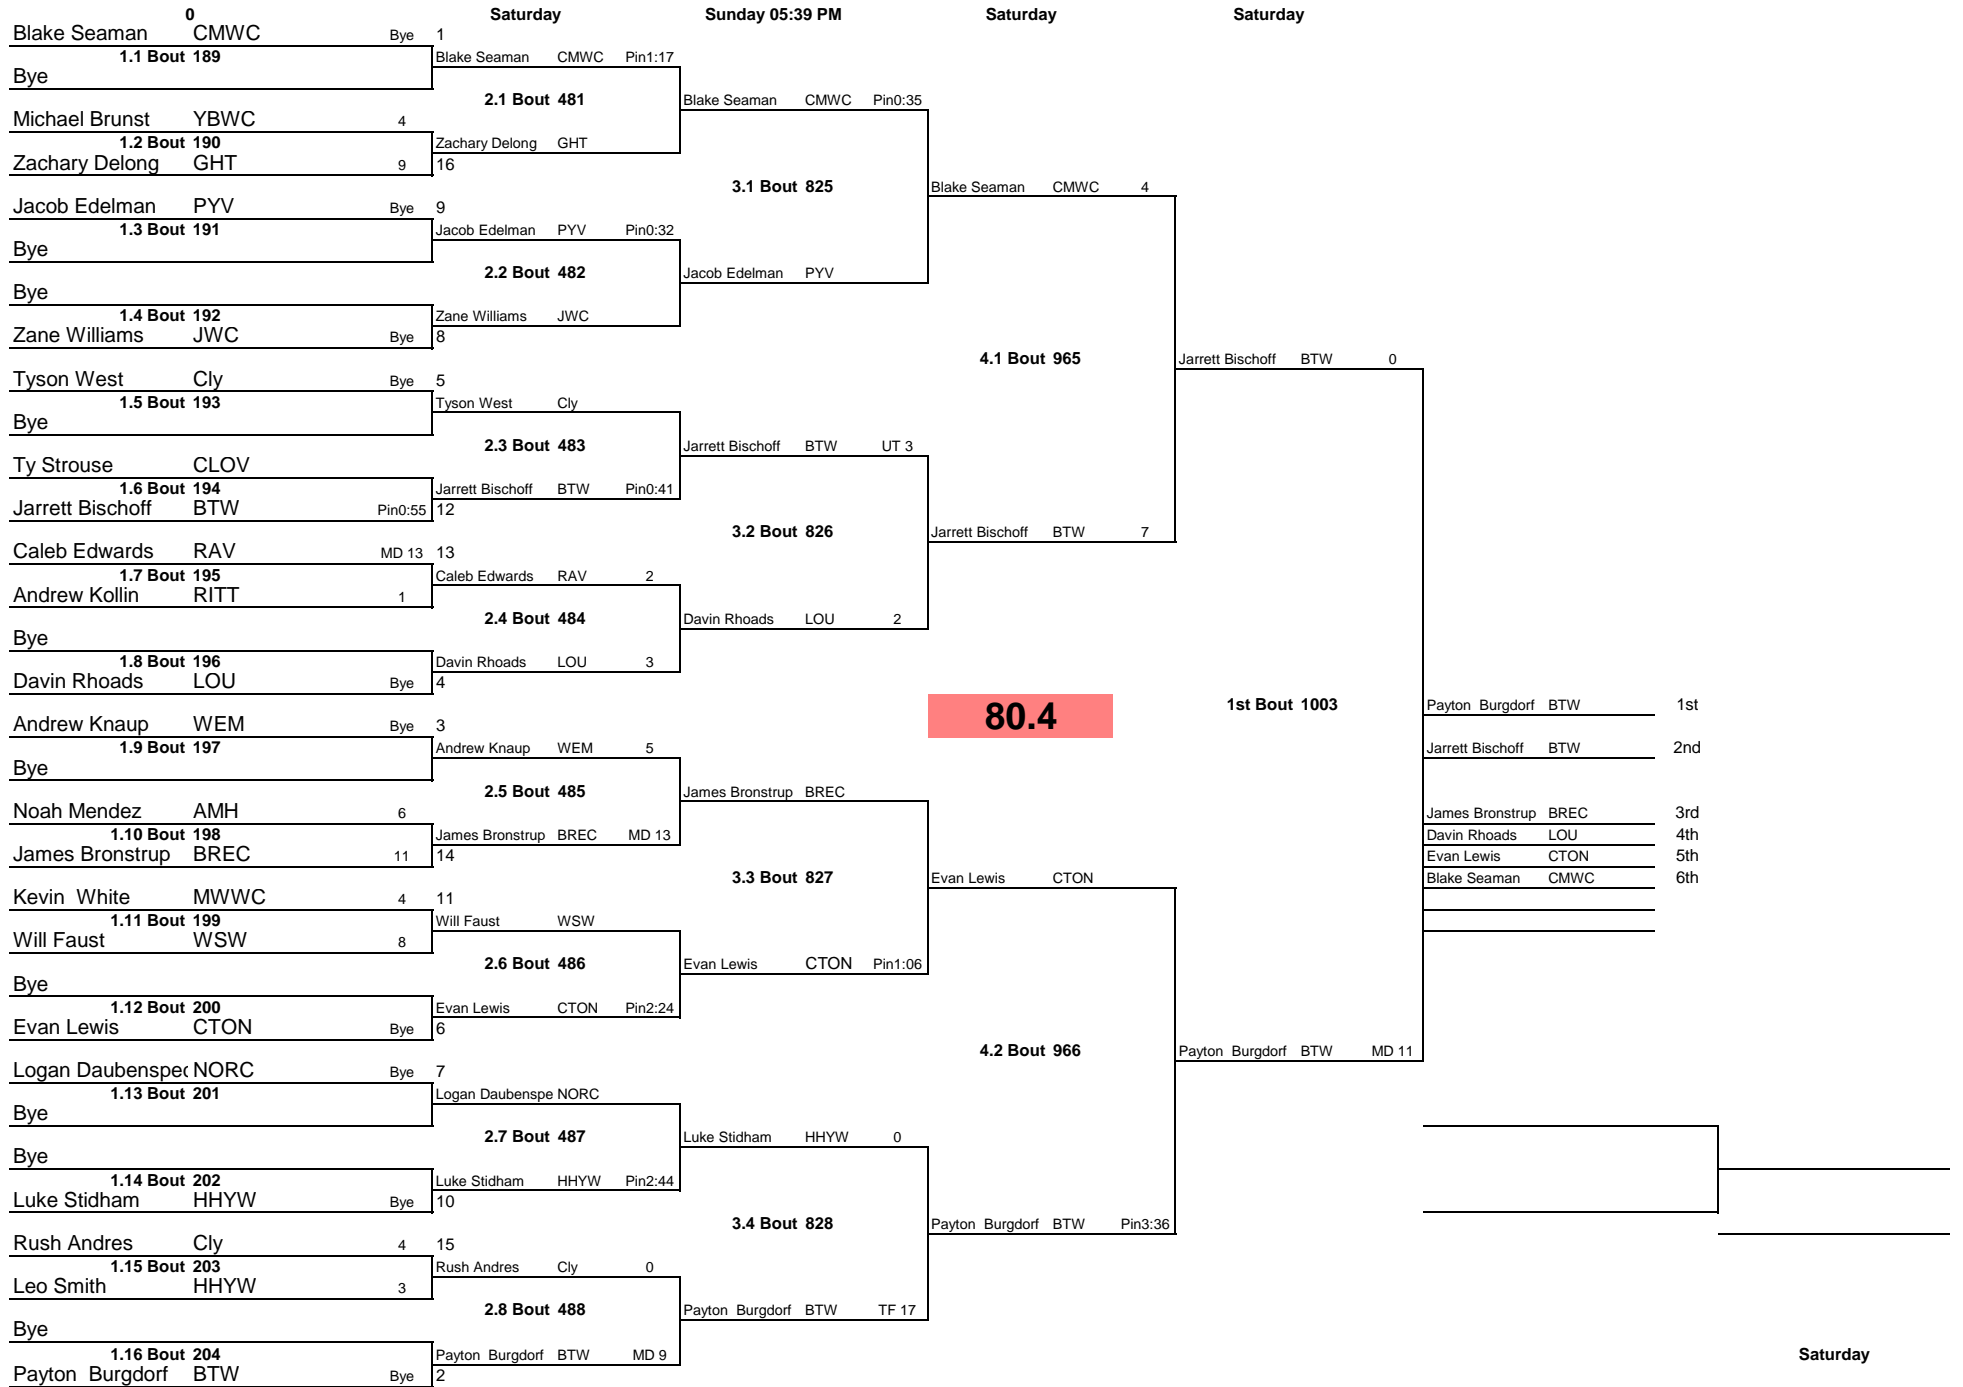 0 Saturday Sunday 05:39 PM Saturday Saturday
Blake Seaman CMWC Bye 1
1.1 Bout 189 Blake Seaman CMWC Pin1:17
Bye
2.1 Bout 481 Blake Seaman CMWC Pin0:35
Michael Brunst YBWC 4
1.2 Bout 190 Zachary Delong GHT
Zachary Delong GHT 9 16
3.1 Bout 825 Blake Seaman CMWC 4
Jacob Edelman PYV Bye 9
1.3 Bout 191 Jacob Edelman PYV Pin0:32
Bye
2.2 Bout 482 Jacob Edelman PYV
Bye
1.4 Bout 192 Zane Williams JWC
Zane Williams JWC Bye 8
4.1 Bout 965 Jarrett Bischoff BTW 0
Tyson West Cly Bye 5
1.5 Bout 193 Tyson West Cly
Bye
2.3 Bout 483 Jarrett Bischoff BTW UT 3
Ty Strouse CLOV
1.6 Bout 194 Jarrett Bischoff BTW Pin0:41
Jarrett Bischoff BTW Pin0:55 12
3.2 Bout 826 Jarrett Bischoff BTW 7
Caleb Edwards RAV MD 13 13
1.7 Bout 195 Caleb Edwards RAV 2
Andrew Kollin RITT 1
2.4 Bout 484 Davin Rhoads LOU 2
Bye
1.8 Bout 196 Davin Rhoads LOU 3
Davin Rhoads LOU Bye 4
80.4 1st Bout 1003 Payton Burgdorf BTW 1st
Andrew Knaup WEM Bye 3
1.9 Bout 197 Andrew Knaup WEM 5 Jarrett Bischoff BTW 2nd
Bye
2.5 Bout 485 James Bronstrup BREC
Noah Mendez AMH 6 James Bronstrup BREC 3rd
1.10 Bout 198 James Bronstrup BREC MD 13 Davin Rhoads LOU 4th
James Bronstrup BREC 11 14 Evan Lewis CTON 5th
3.3 Bout 827 Evan Lewis CTON Blake Seaman CMWC 6th
Kevin White MWWC 4 11
1.11 Bout 199 Will Faust WSW
Will Faust WSW 8
2.6 Bout 486 Evan Lewis CTON Pin1:06
Bye
1.12 Bout 200 Evan Lewis CTON Pin2:24
Evan Lewis CTON Bye 6
4.2 Bout 966 Payton Burgdorf BTW MD 11
Logan Daubenspec NORC Bye 7
1.13 Bout 201 Logan Daubenspe NORC
Bye
2.7 Bout 487 Luke Stidham HHYW 0
Bye
1.14 Bout 202 Luke Stidham HHYW Pin2:44
Luke Stidham HHYW Bye 10
3.4 Bout 828 Payton Burgdorf BTW Pin3:36
Rush Andres Cly 4 15
1.15 Bout 203 Rush Andres Cly 0
Leo Smith HHYW 3
2.8 Bout 488 Payton Burgdorf BTW TF 17
Bye
1.16 Bout 204 Payton Burgdorf BTW MD 9 Saturday
Payton Burgdorf BTW Bye 2